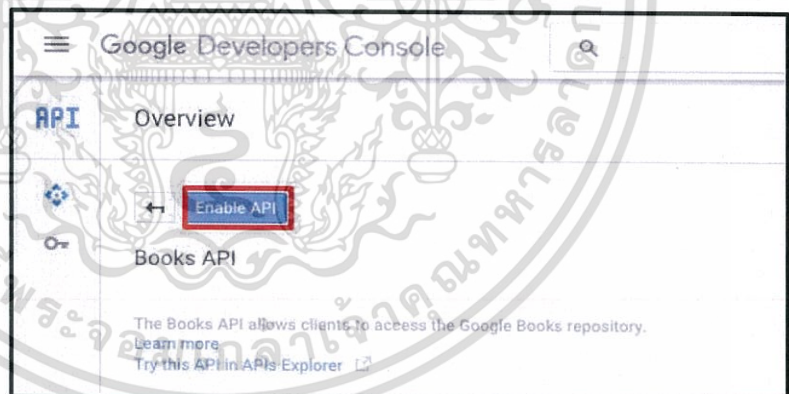 Google Developers Console
API
Overview
Enable API
Books API
The Books API allows clients to access the Google Books repository.
Learn more
Try this API in APIs Explorer